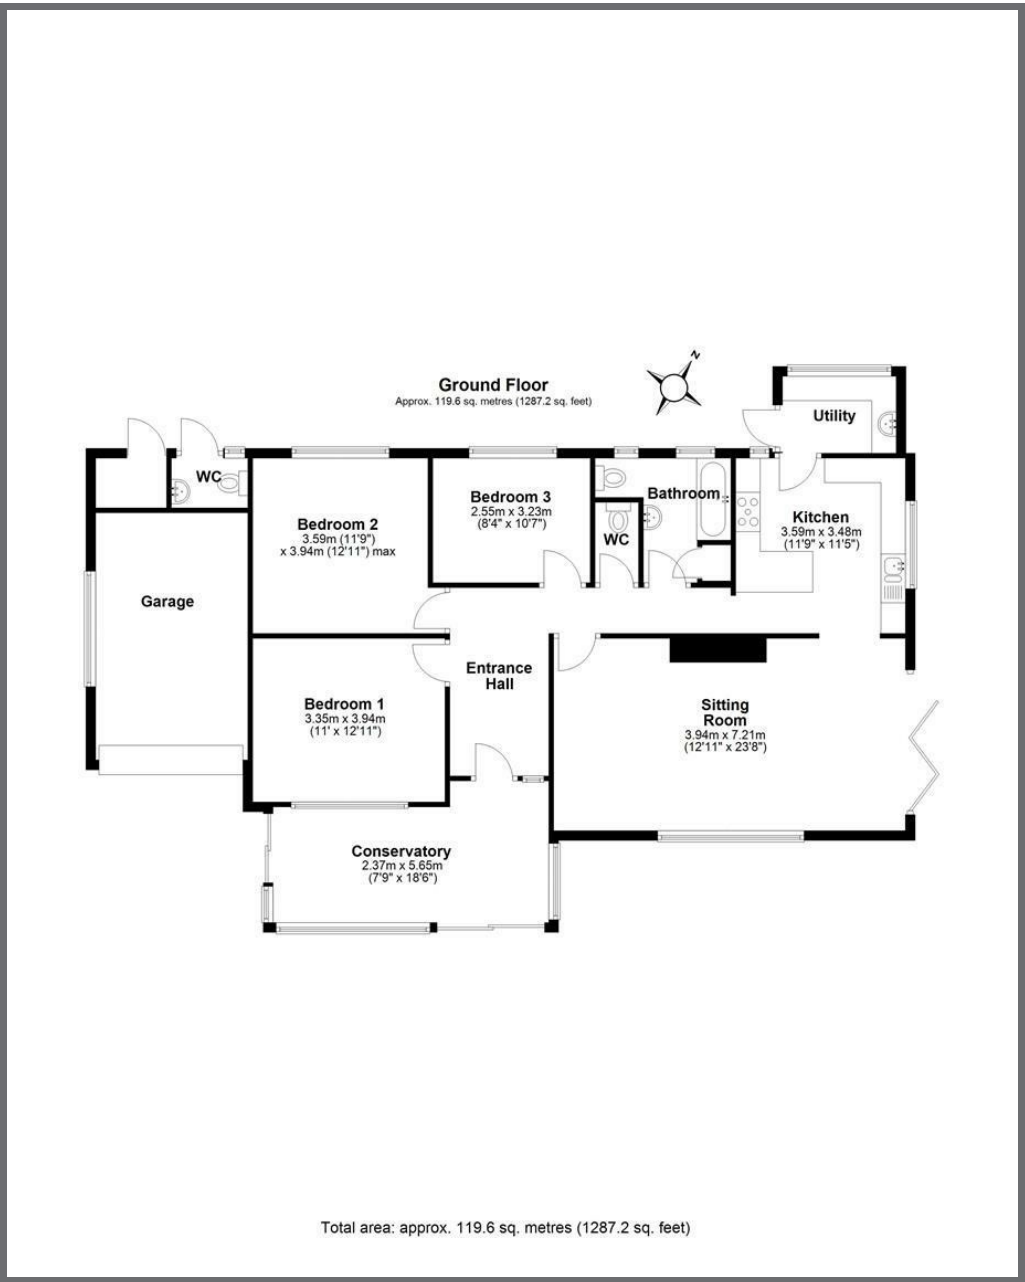 N
Ground Floor
Approx. 119.6 sq. metres (1287.2 sq. feet)
Utility
WC
Bedroom 2
3.59m (11'9")
x 3.94m (12'11") max
Bedroom 3
2.55m x 3.23m
(8'4" x 10'7")
Bathroom
WC
Kitchen
3.59m x 3.48m
(11'9" x 11'5")
Garage
Entrance
Hall
Bedroom 1
3.35m x 3.94m
(11' x 12'11")
Sitting
Room
3.94m x 7.21m
(12'11" x 23'8")
Conservatory
2.37m x 5.65m
(7'9" x 18'6")
Total area: approx. 119.6 sq. metres (1287.2 sq. feet)